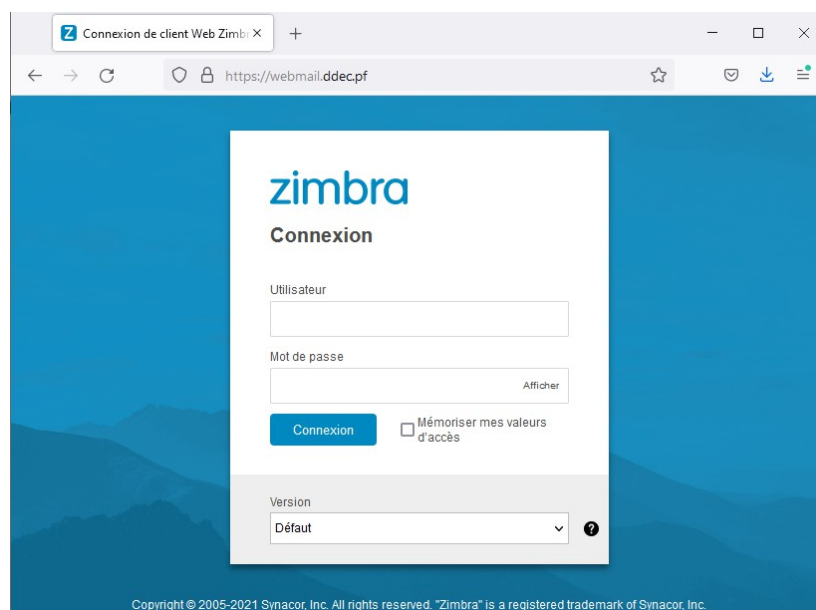 Z Connexion de client Web Zimb
https://webmail.ddec.pf
zimbra
Connexion
Utilisateur
Mot de passe
Afficher
Connexion
Mémoriser mes valeurs
d'accès
Version
Défaut
?
Copyright © 2005-2021 Synacor, Inc. All rights reserved. "Zimbra" is a registered trademark of Synacor, Inc.